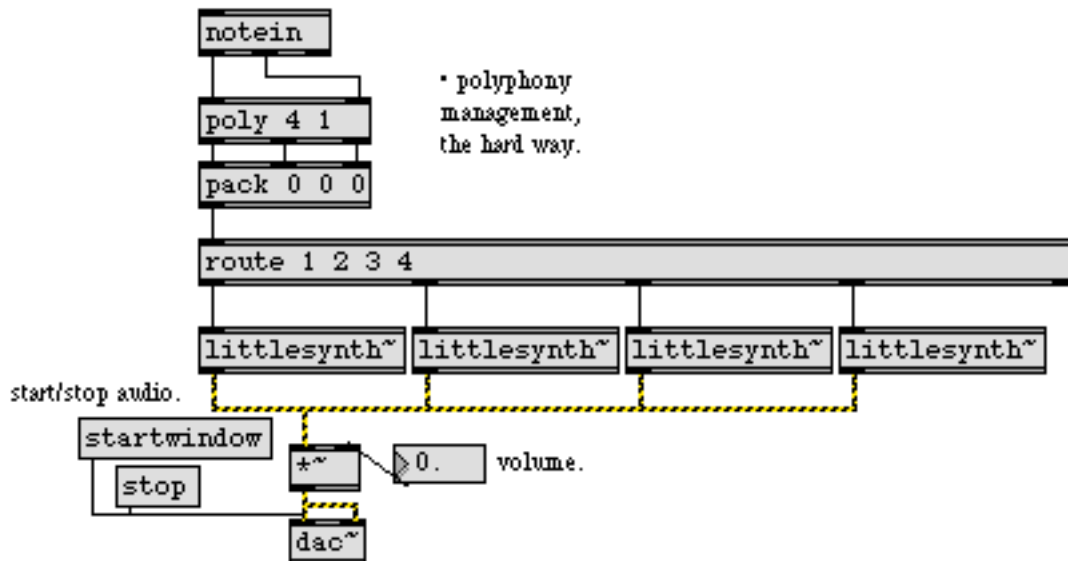 notein
• polyphony
management,
the hard way.
poly 4 1
pack 0 0 0
route 1 2 3 4
littlesynth~ littlesynth~ littlesynth~ littlesynth~
start/stop audio.
startwindow
*~ 0. volume.
stop
dac~